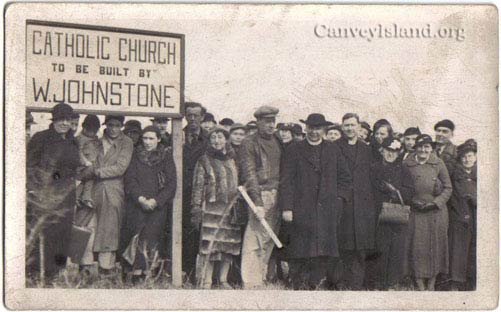 CanveyIsland.org
CATHOLIC CHURCH
TO BE BUILT BY
W. JOHNSTONE